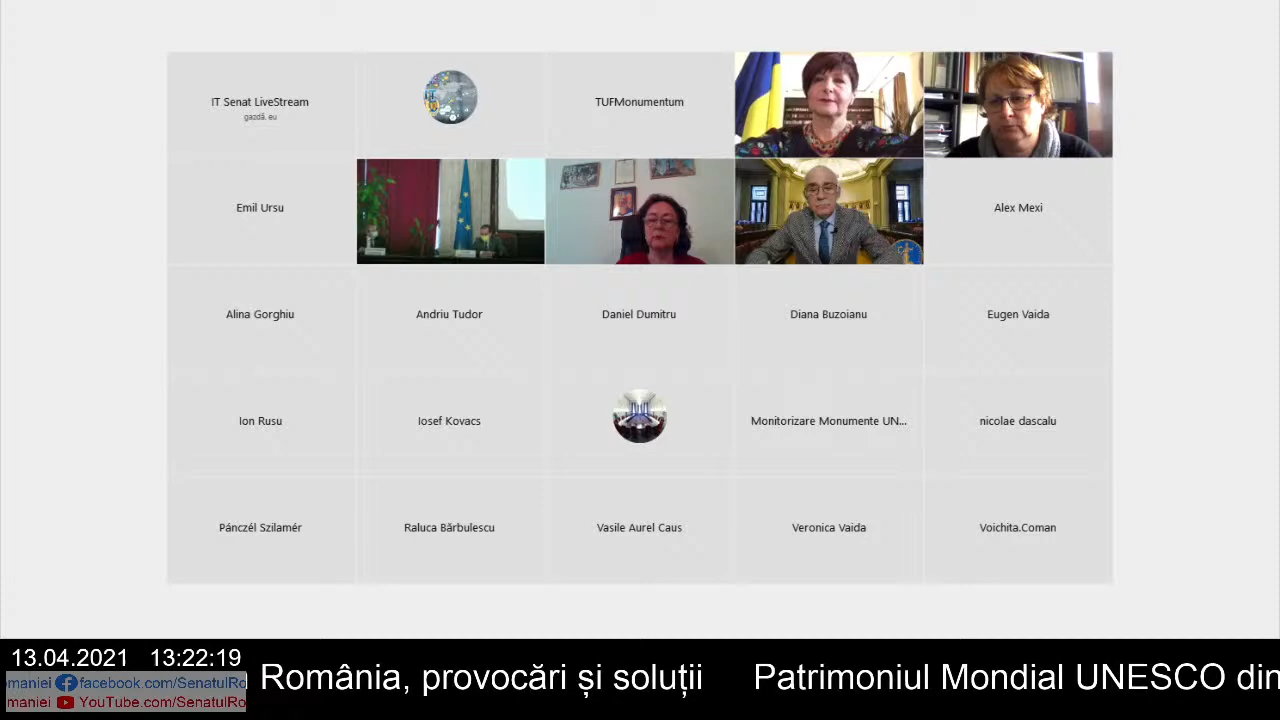 IT Senat LiveStream
gazdă, eu
TUFMonumentum
Emil Ursu
Alex Mexi
Alina Gorghiu
Andriu Tudor
Daniel Dumitru
Diana Buzoianu
Eugen Vaida
Ion Rusu
Iosef Kovacs
Monitorizare Monumente UN...
nicolae dascalu
Pánczél Szilamér
Raluca Bărbulescu
Vasile Aurel Caus
Veronica Vaida
Voichita.Coman
13.04.2021 13:22:19
maniei facebook.com/SenatulRo
maniei YouTube.com/SenatulRo
România, provocări și soluții Patrimoniul Mondial UNESCO din